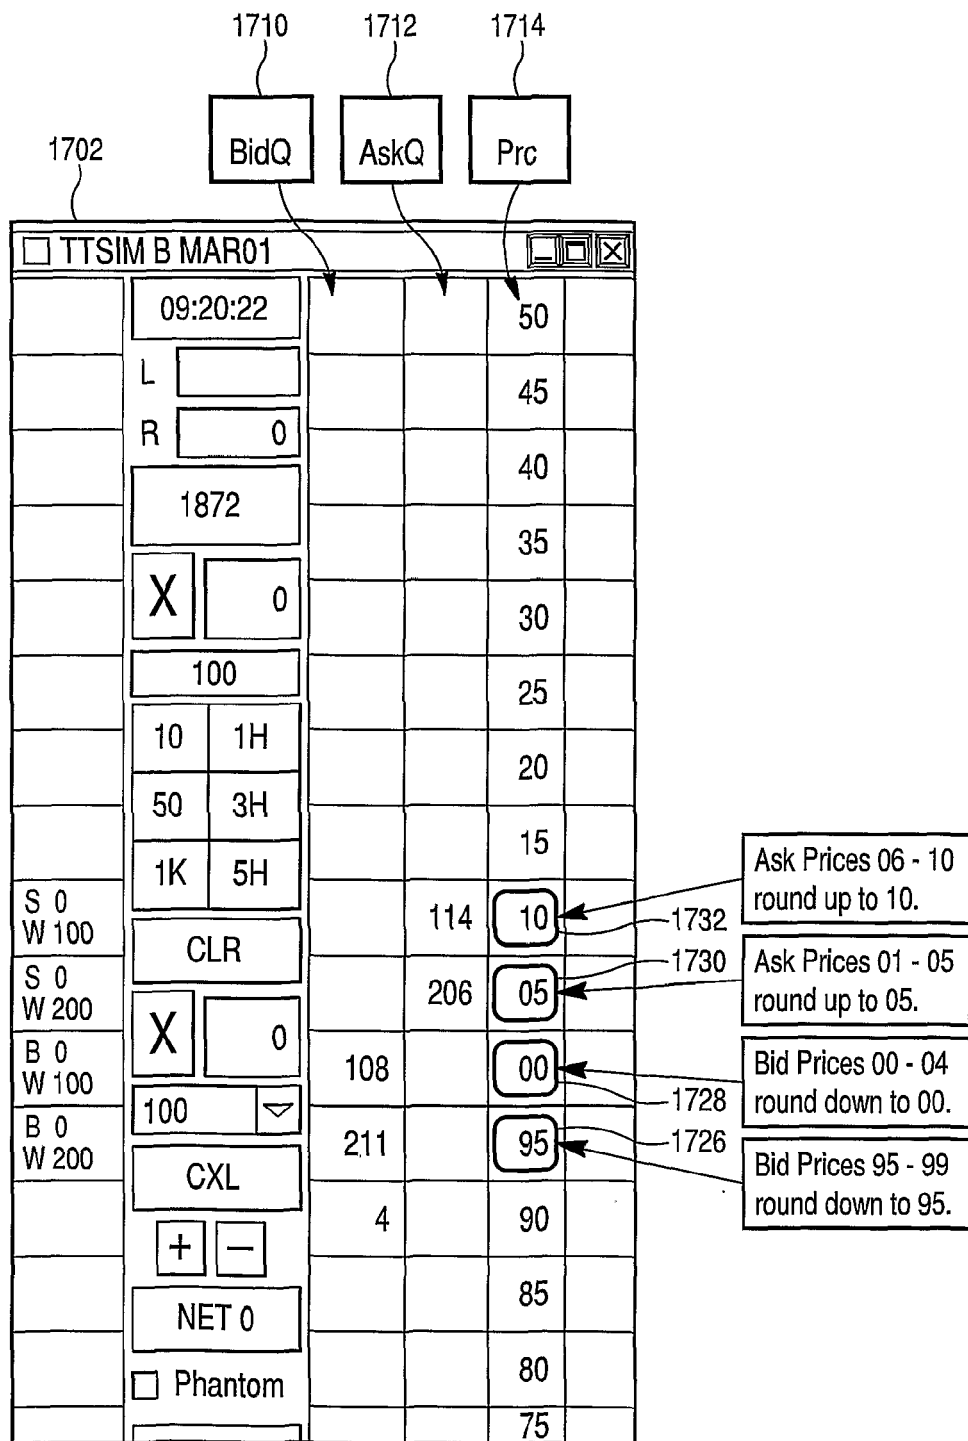 1710 1712 1714
BidQ AskQ Prc
1702
TTSIM B MAR01
09:20:22 50
L 45
R 0 40
1872 35
X 0 30
100 25
10 1H 20
50 3H 15
1K 5H
S 0
W 100
CLR
114 10
1732
Ask Prices 06 - 10
round up to 10.
S 0
W 200
206 05
1730
Ask Prices 01 - 05
round up to 05.
X 0
B 0
W 100
108 00
1728
Bid Prices 00 - 04
round down to 00.
100
B 0
W 200
211 95
1726
Bid Prices 95 - 99
round down to 95.
CXL
4 90
+ −
85
NET 0
80
Phantom
75